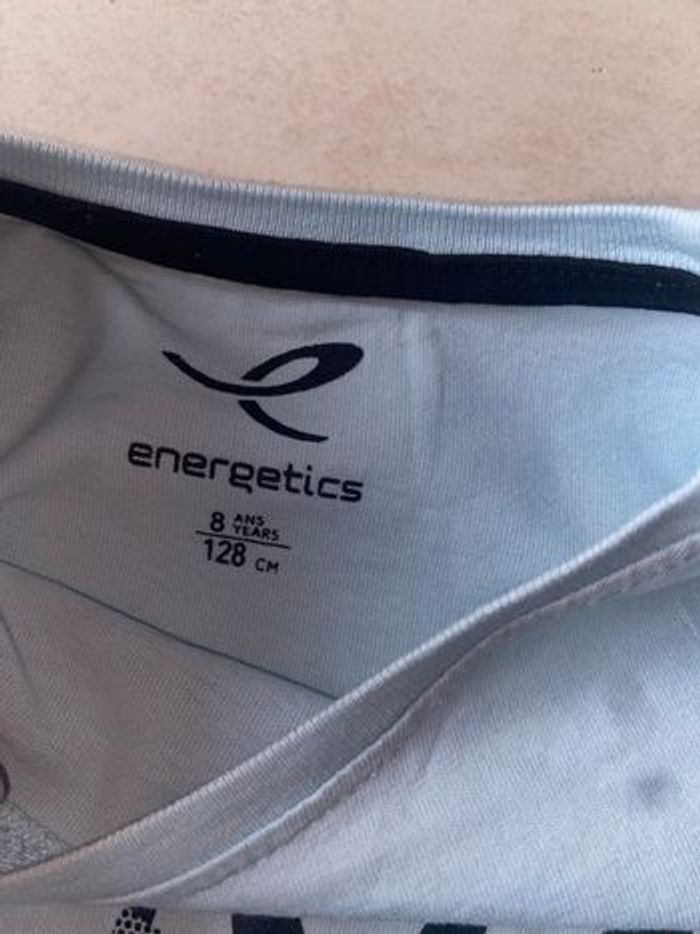 energetics
8 ANS
YEARS
128 CM